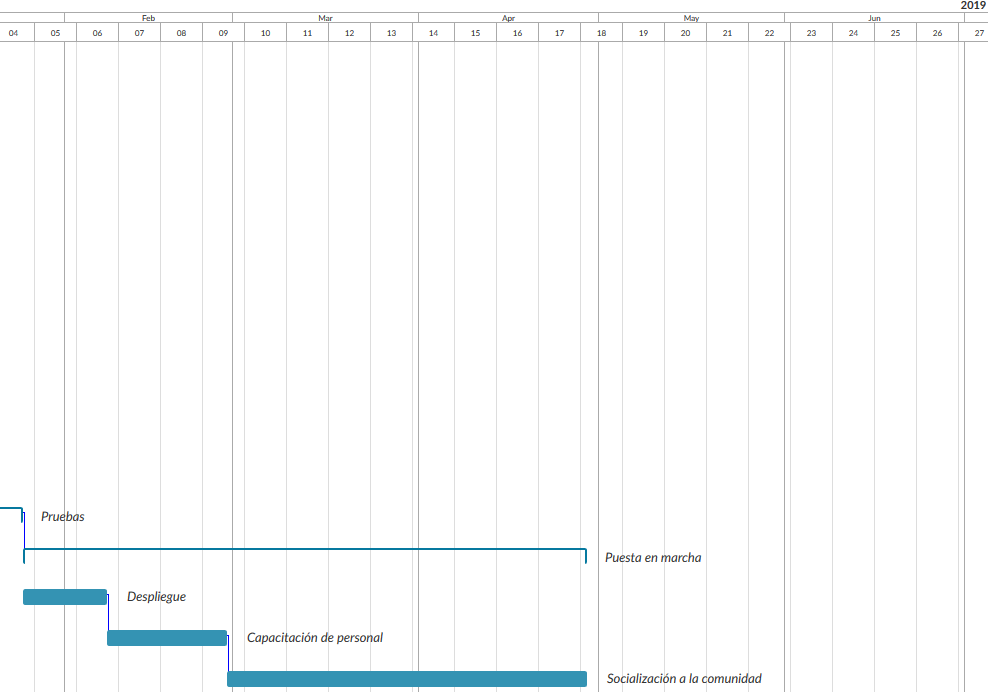 2019
Feb Mar Apr May Jun
04 05 06 07 08 09 10 11 12 13 14 15 16 17 18 19 20 21 22 23 24 25 26 27
Pruebas
Puesta en marcha
Despliegue
Capacitación de personal
Socialización a la comunidad